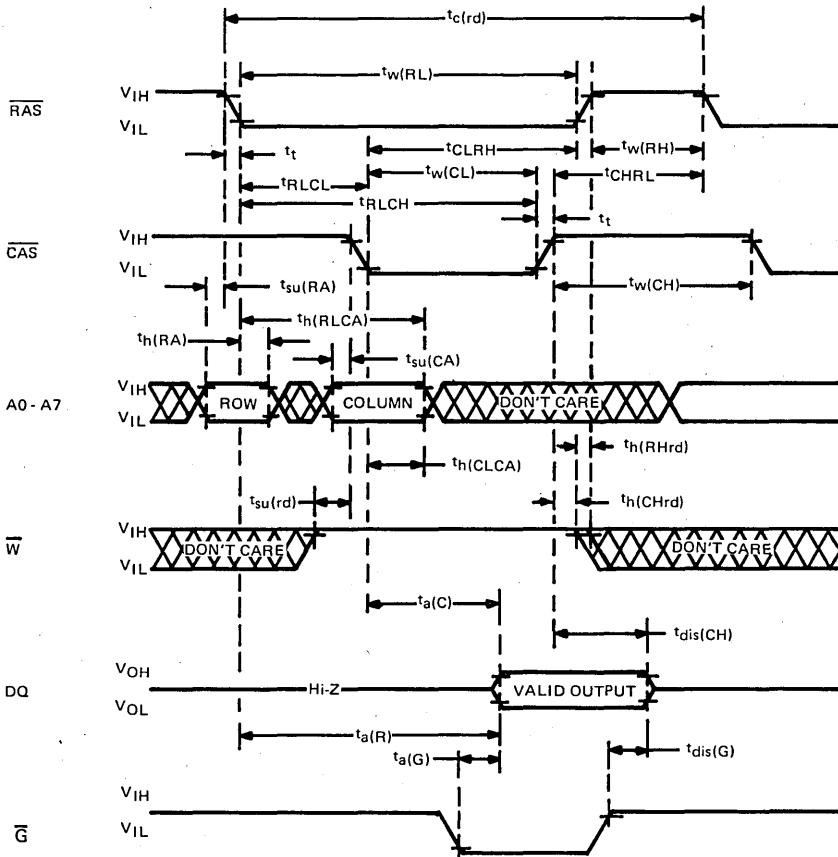 tc(rd)
tw(RL)
RAS
VIH
VIL
tt
tCLRH
tw(RH)
tw(CL)
tCHRL
tRLCL
tRLCH
tt
CAS
VIH
VIL
tsu(RA)
tw(CH)
th(RLCA)
th(RA)
tsu(CA)
A0 - A7
VIH
VIL
ROW
COLUMN
DON'T CARE
th(RHrd)
th(CLCA)
tsu(rd)
th(CHrd)
W
VIH
VIL
DON'T CARE
DON'T CARE
ta(C)
tdis(CH)
DQ
VOH
VOL
Hi-Z
VALID OUTPUT
ta(R)
ta(G)
tdis(G)
G
VIH
VIL